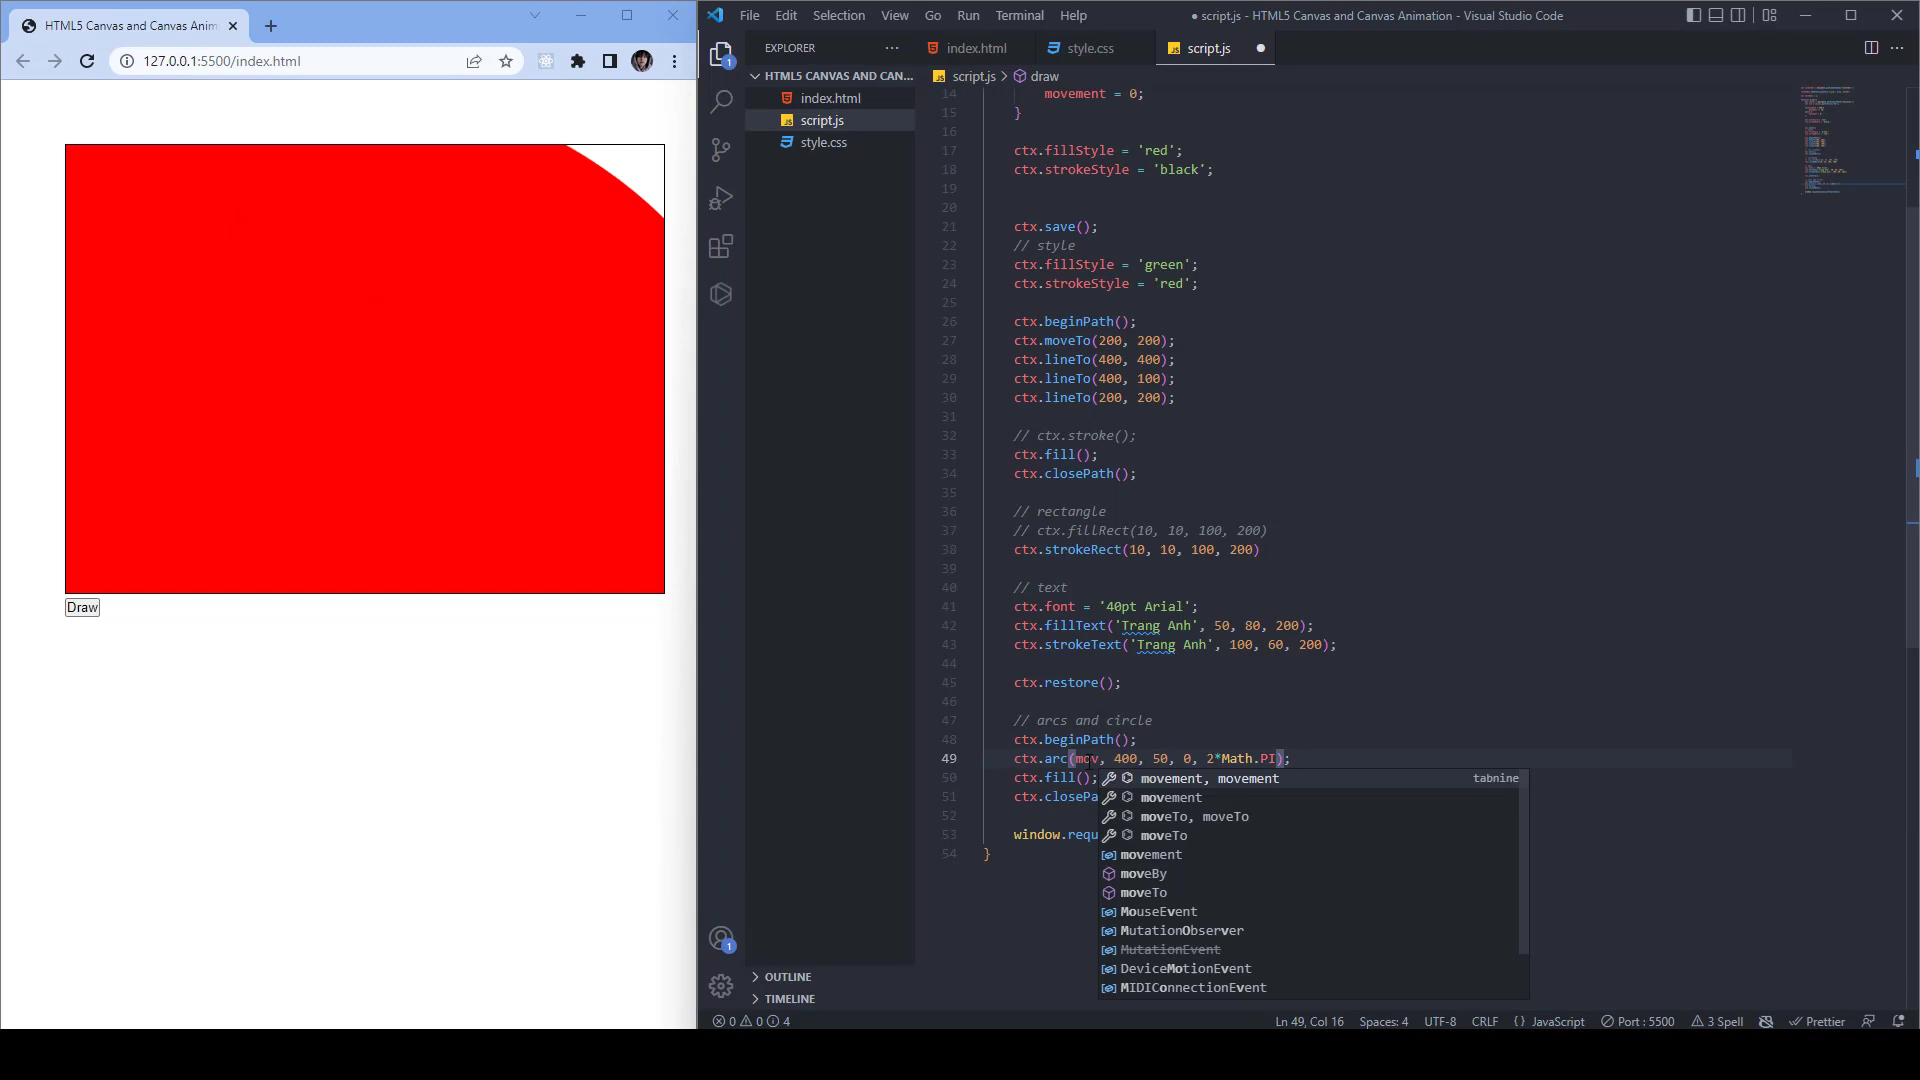 HTML5 Canvas and Canvas Anim
127.0.0.1:5500/index.html
Draw
File Edit Selection View Go Run Terminal Help
● script.js - HTML5 Canvas and Canvas Animation - Visual Studio Code
1
EXPLORER
HTML5 CANVAS AND CAN...
index.html
script.js
style.css
OUTLINE
TIMELINE
1
index.html style.css script.js
script.js > draw
14 movement = 0;
15 }
16
17 ctx.fillStyle = 'red';
18 ctx.strokeStyle = 'black';
19
20
21 ctx.save();
22 // style
23 ctx.fillStyle = 'green';
24 ctx.strokeStyle = 'red';
25
26 ctx.beginPath();
27 ctx.moveTo(200, 200);
28 ctx.lineTo(400, 400);
29 ctx.lineTo(400, 100);
30 ctx.lineTo(200, 200);
31
32 // ctx.stroke();
33 ctx.fill();
34 ctx.closePath();
35
36 // rectangle
37 // ctx.fillRect(10, 10, 100, 200)
38 ctx.strokeRect(10, 10, 100, 200)
39
40 // text
41 ctx.font = '40pt Arial';
42 ctx.fillText('Trang Anh', 50, 80, 200);
43 ctx.strokeText('Trang Anh', 100, 60, 200);
44
45 ctx.restore();
46
47 // arcs and circle
48 ctx.beginPath();
49 ctx.arc(mov, 400, 50, 0, 2*Math.PI);
50 ctx.fill();
51 ctx.closePa
52
53 window.requ
54 }
movement, movement tabnine
movement
moveTo, moveTo
moveTo
movement
moveBy
moveTo
MouseEvent
MutationObserver
MutationEvent
DeviceMotionEvent
MIDIConnectionEvent
0 0 4
Ln 49, Col 16 Spaces: 4 UTF-8 CRLF {} JavaScript Port : 5500 3 Spell Prettier